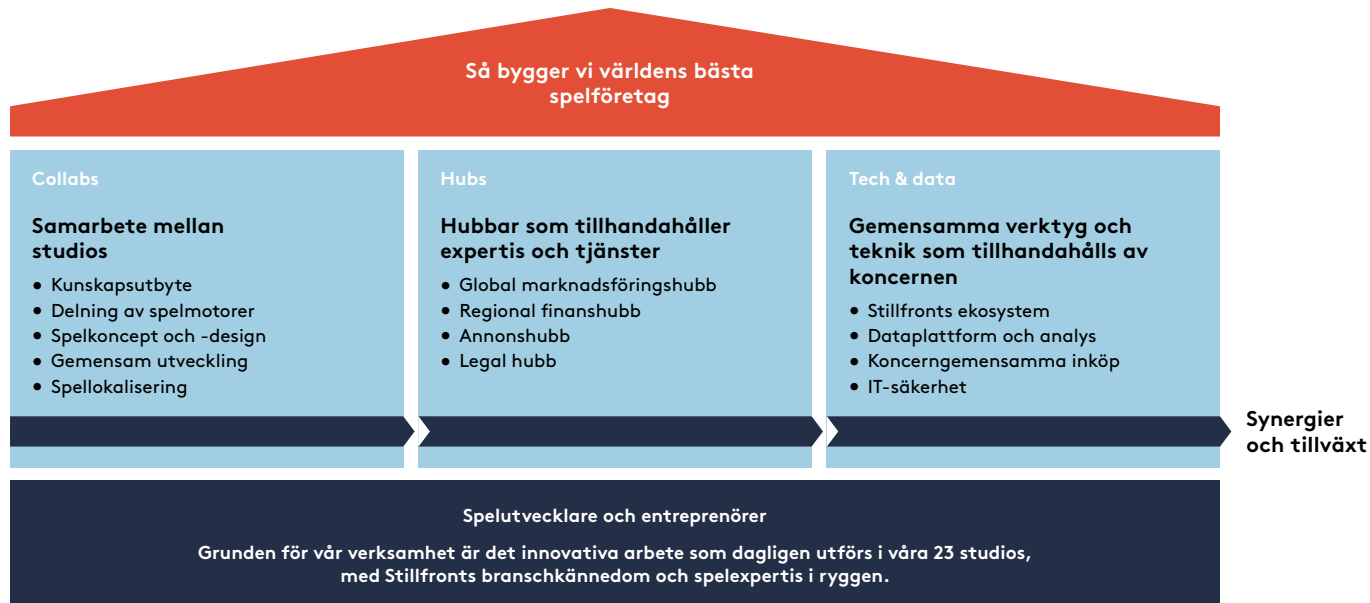 Så bygger vi världens bästa
spelföretag
Collabs
Samarbete mellan
studios
• Kunskapsutbyte
• Delning av spelmotorer
• Spelkoncept och -design
• Gemensam utveckling
• Spellokalisering
Hubs
Hubbar som tillhandahåller
expertis och tjänster
• Global marknadsföringshubb
• Regional finanshubb
• Annonshubb
• Legal hubb
Tech & data
Gemensamma verktyg och
teknik som tillhandahålls av
koncernen
• Stillfronts ekosystem
• Dataplattform och analys
• Koncerngemensamma inköp
• IT-säkerhet
Synergier
och tillväxt
Spelutvecklare och entreprenörer
Grunden för vår verksamhet är det innovativa arbete som dagligen utförs i våra 23 studios,
med Stillfronts branschkännedom och spelexpertis i ryggen.